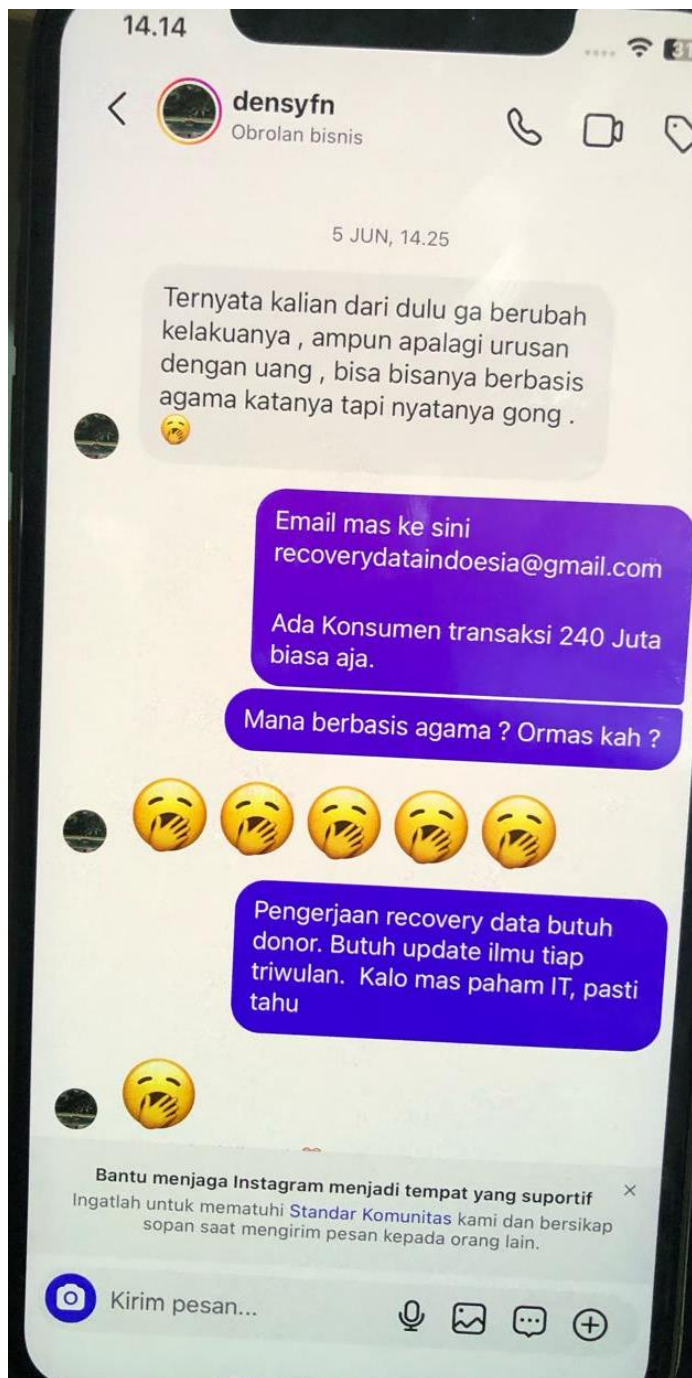 14.14
31
densyfn
Obrolan bisnis
5 JUN, 14.25
Ternyata kalian dari dulu ga berubah
kelakuanya , ampun apalagi urusan
dengan uang , bisa bisanya berbasis
agama katanya tapi nyatanya gong .
Email mas ke sini
recoverydataindoesia@gmail.com
Ada Konsumen transaksi 240 Juta
biasa aja.
Mana berbasis agama ? Ormas kah ?
Pengerjaan recovery data butuh
donor. Butuh update ilmu tiap
triwulan. Kalo mas paham IT, pasti
tahu
Bantu menjaga Instagram menjadi tempat yang suportif
Ingatlah untuk mematuhi Standar Komunitas kami dan bersikap
sopan saat mengirim pesan kepada orang lain.
Kirim pesan...